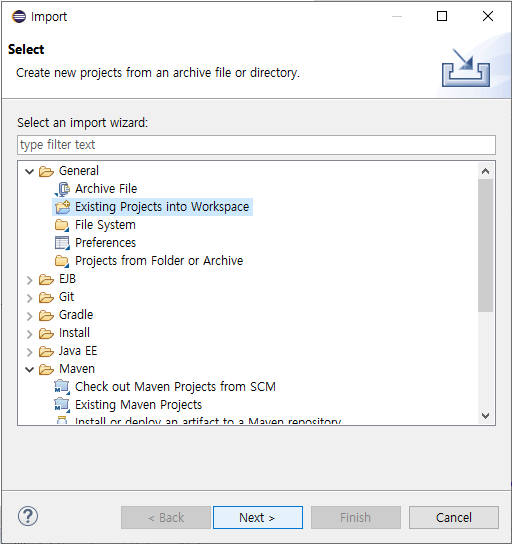 Import
Select
Create new projects from an archive file or directory.
Select an import wizard:
type filter text
General
Archive File
Existing Projects into Workspace
File System
Preferences
Projects from Folder or Archive
EJB
Git
Gradle
Install
Java EE
Maven
Check out Maven Projects from SCM
Existing Maven Projects
Install or deploy an artifact to a Maven repository
< Back
Next >
Finish
Cancel